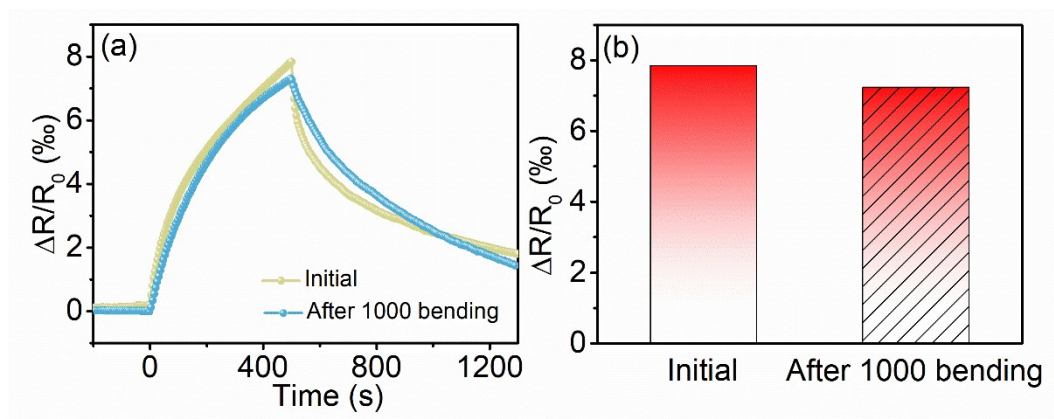 (a)
8
6
4
2
0
ΔR/R₀ (‰)
Initial
After 1000 bending
0 400 800 1200
Time (s)
(b)
8
6
4
2
0
ΔR/R₀ (‰)
Initial After 1000 bending